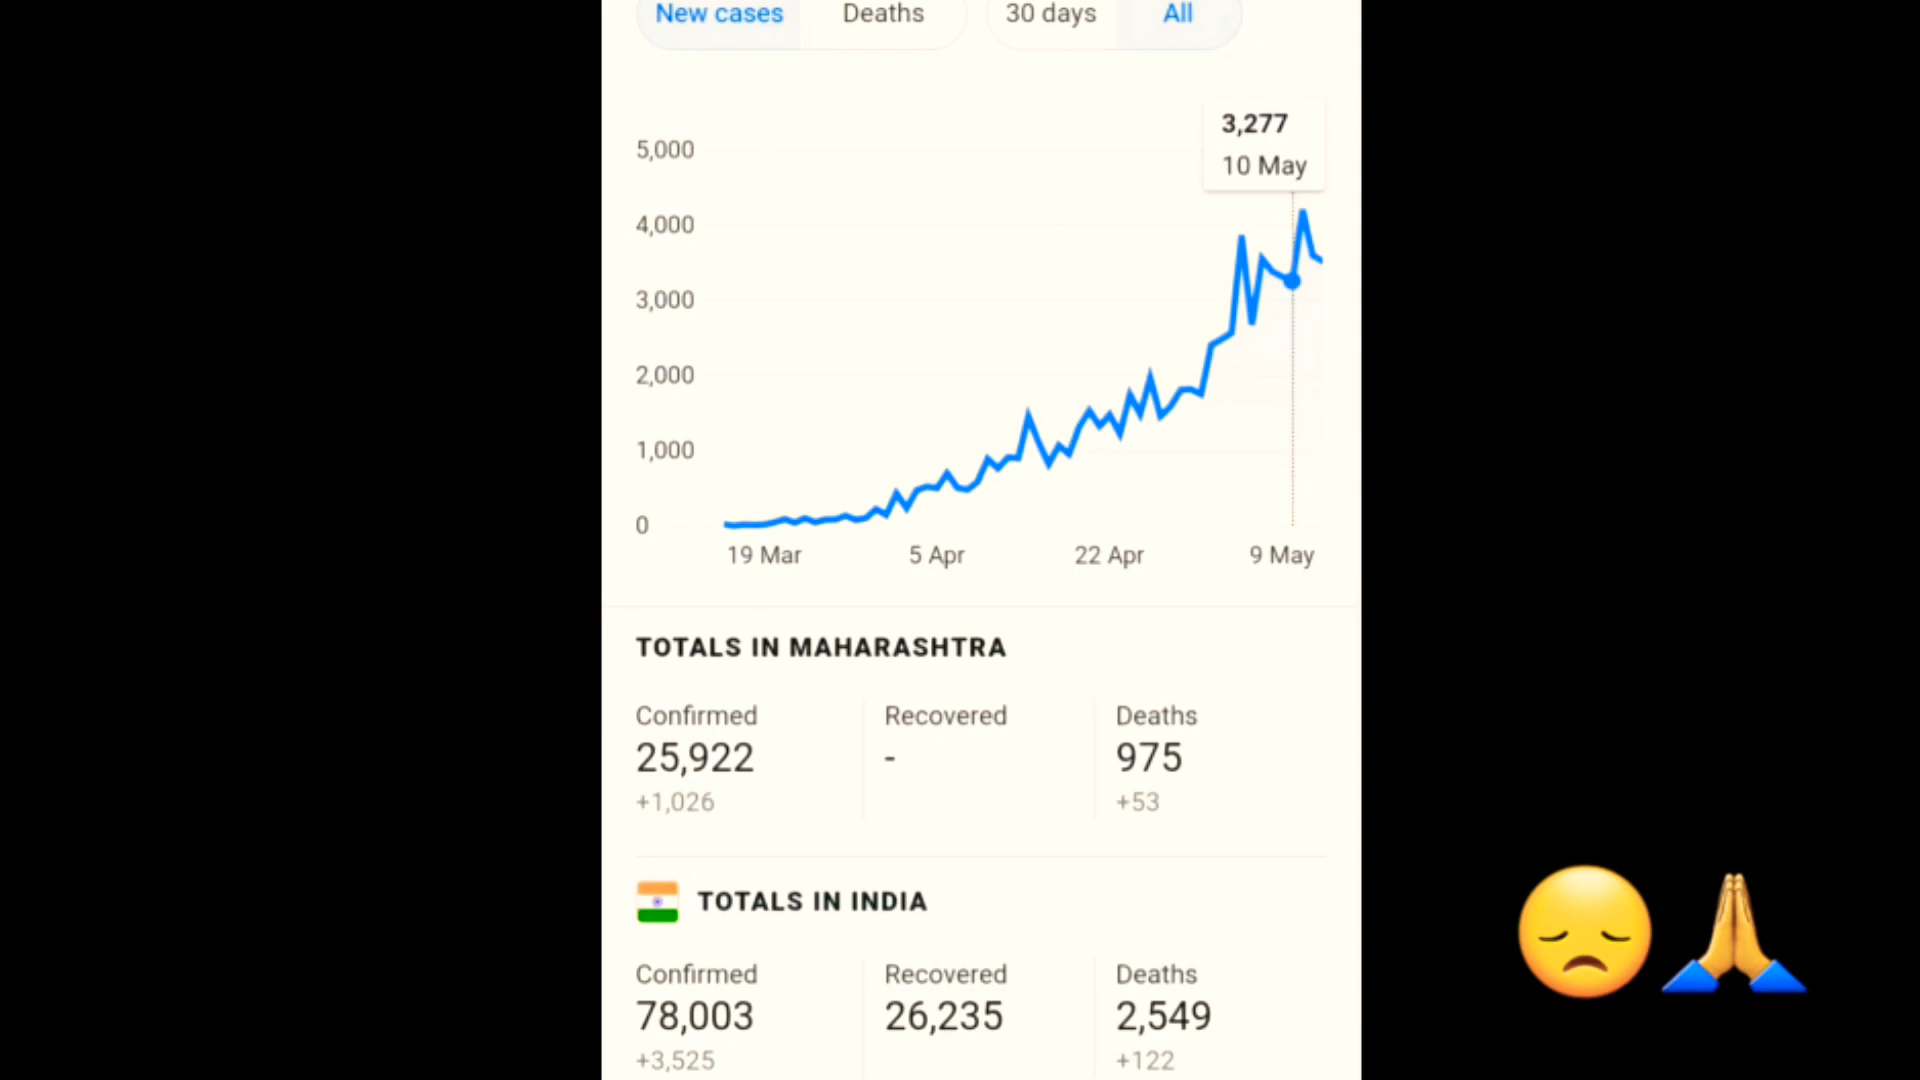 New cases Deaths 30 days All
3,277
10 May
5,000
4,000
3,000
2,000
1,000
0
19 Mar 5 Apr 22 Apr 9 May
TOTALS IN MAHARASHTRA
Confirmed Recovered Deaths
25,922 - 975
+1,026 +53
TOTALS IN INDIA
Confirmed Recovered Deaths
78,003 26,235 2,549
+3,525 +122